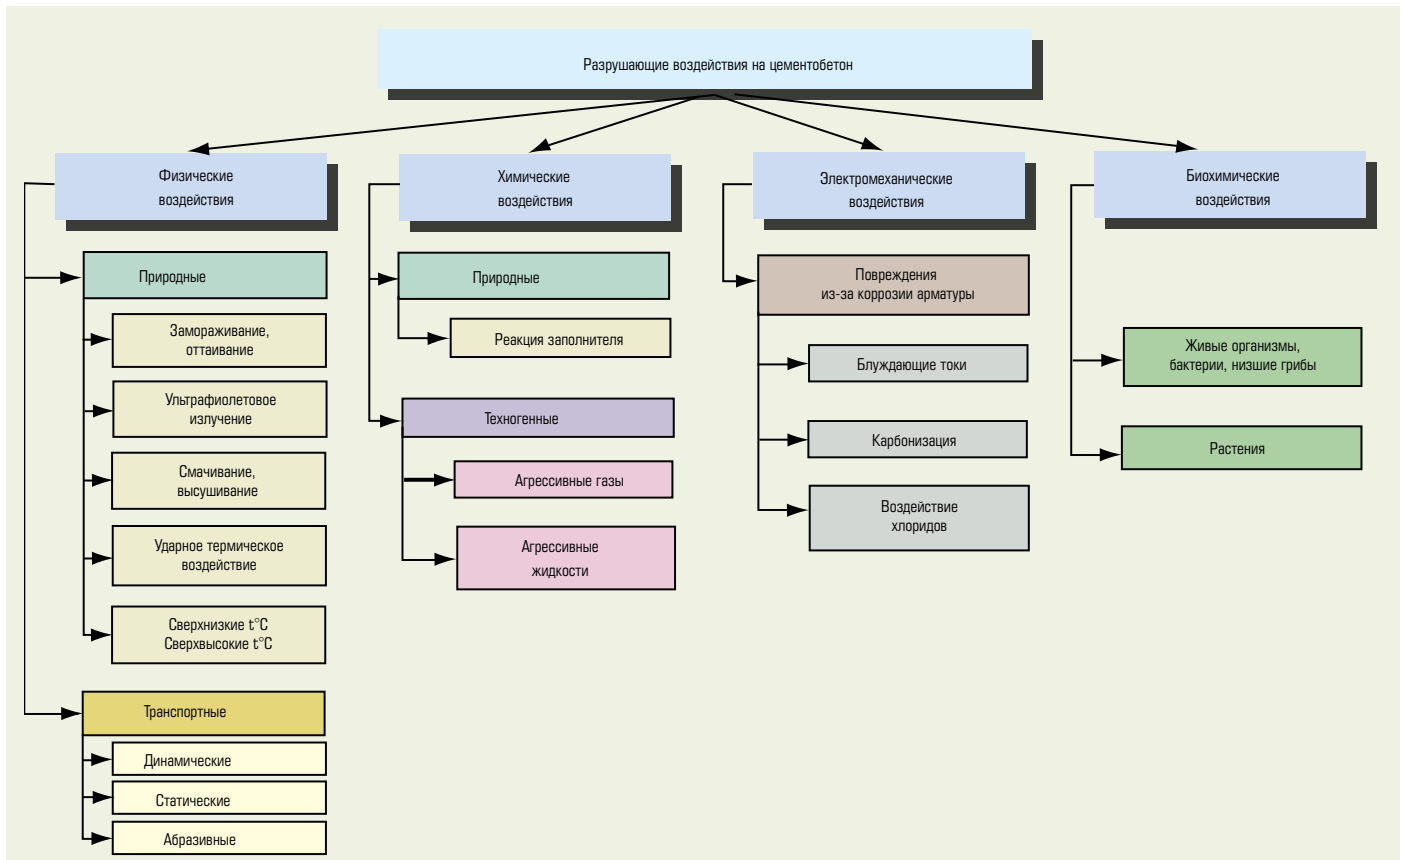 Разрушающие воздействия на цементобетон
Физические
воздействия
Природные
Замораживание,
оттаивание
Ультрафиолетовое
излучение
Смачивание,
высушивание
Ударное термическое
воздействие
Сверхнизкие t°C
Сверхвысокие t°C
Транспортные
Динамические
Статические
Абразивные
Химические
воздействия
Природные
Реакция заполнителя
Техногенные
Агрессивные газы
Агрессивные
жидкости
Электромеханические
воздействия
Повреждения
из-за коррозии арматуры
Блуждающие токи
Карбонизация
Воздействие
хлоридов
Биохимические
воздействия
Живые организмы,
бактерии, низшие грибы
Растения